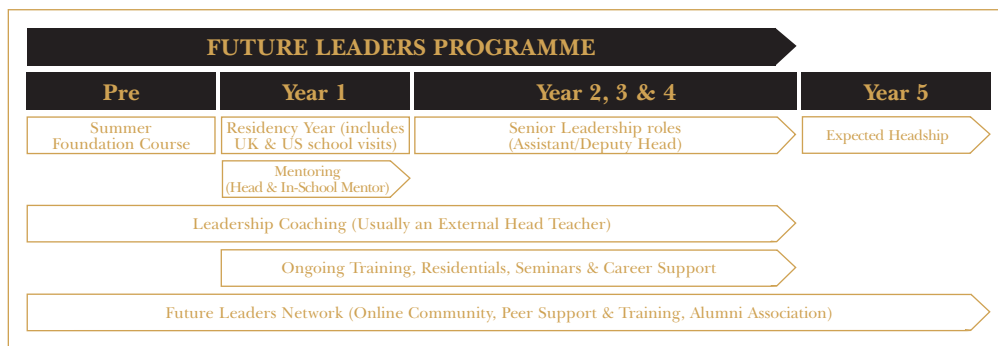 FUTURE LEADERS PROGRAMME
Pre
Year 1
Year 2, 3 & 4
Year 5
Summer
Foundation Course
Residency Year (includes
UK & US school visits)
Senior Leadership roles
(Assistant/Deputy Head)
Expected Headship
Mentoring
(Head & In-School Mentor)
Leadership Coaching (Usually an External Head Teacher)
Ongoing Training, Residentials, Seminars & Career Support
Future Leaders Network (Online Community, Peer Support & Training, Alumni Association)